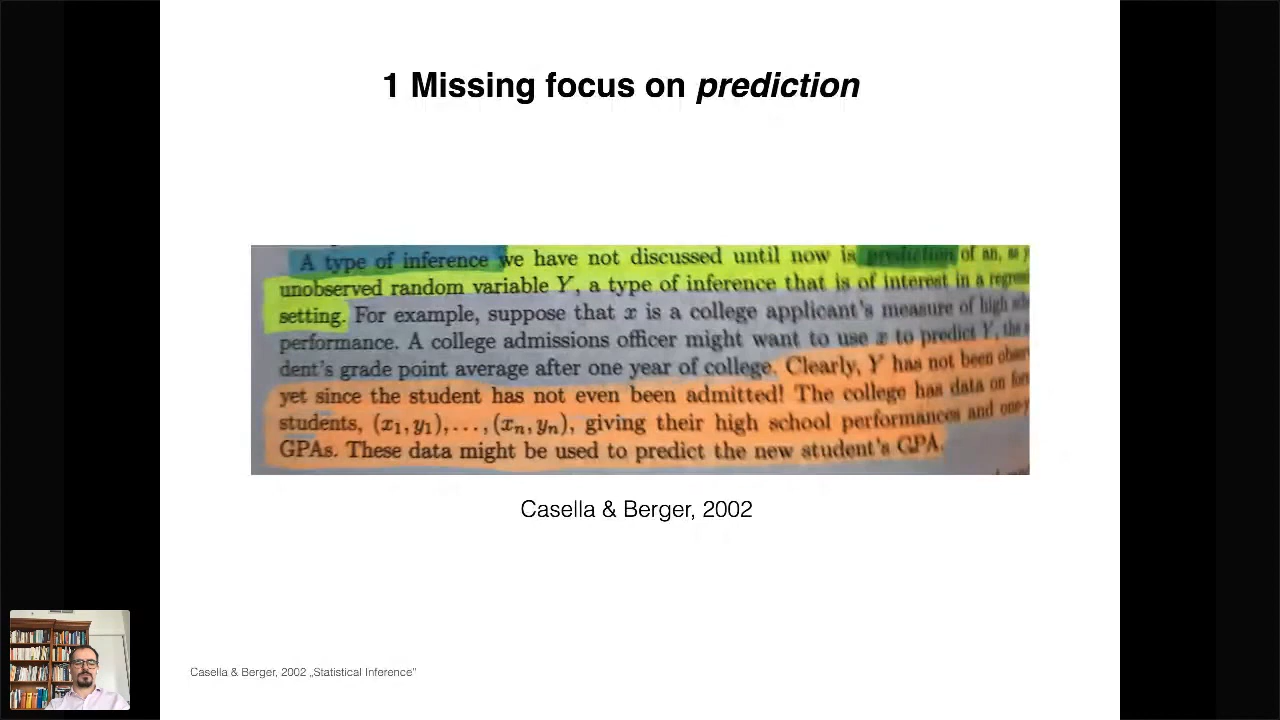 1 Missing focus on prediction
A type of inference we have not discussed until now is prediction of an, as y
unobserved random variable Y, a type of inference that is of interest in a regres
setting. For example, suppose that x is a college applicant's measure of high
performance. A college admissions officer might want to use x to predict Y, the
dent's grade point average after one year of college. Clearly, Y has not been obser
yet since the student has not even been admitted! The college has data on for
students, (x₁, y₁), . . . , (xₙ, yₙ), giving their high school performances and one-y
GPAs. These data might be used to predict the new student's GPA.
Casella & Berger, 2002
Casella & Berger, 2002 „Statistical Inference"